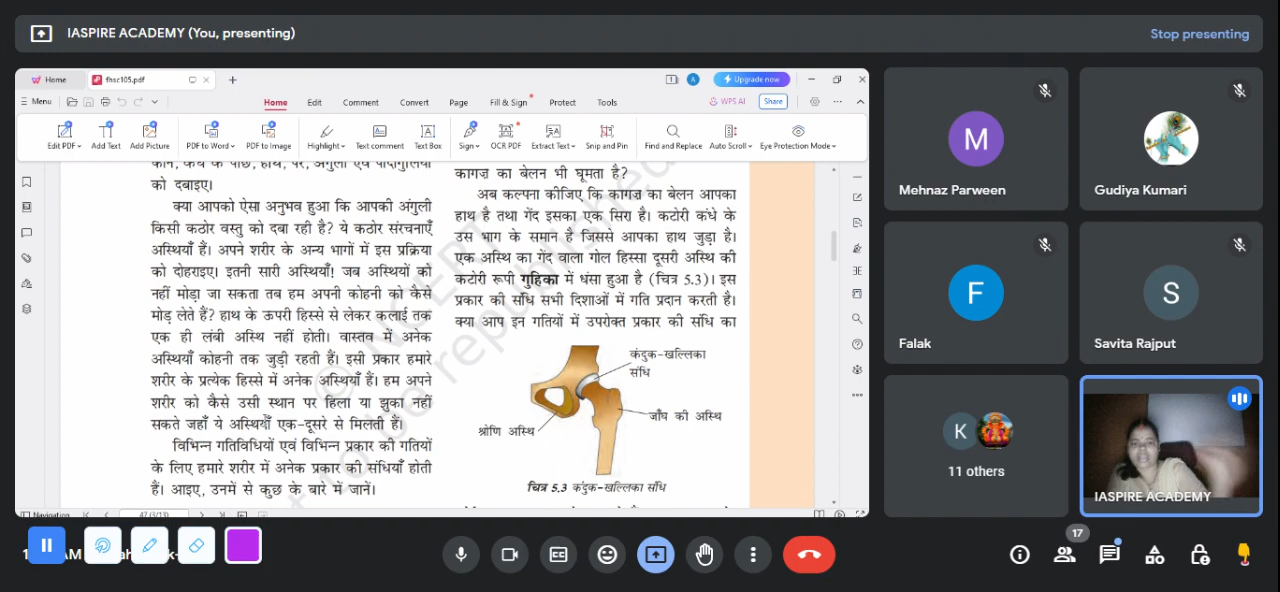 IASPIRE ACADEMY (You, presenting)
Stop presenting
Home
fhsc105.pdf
Upgrade now
Menu
Home Edit Comment Convert Page Fill & Sign Protect Tools
WPS AI
Share
Edit PDF Add Text Add Picture PDF to Word PDF to Image Highlight Text comment Text Box Sign OCR PDF Extract Text Snip and Pin Find and Replace Auto Scroll Eye Protection Mode
को दबाइए।
क्या आपको ऐसा अनुभव हुआ कि आपकी अंगुली
किसी कठोर वस्तु को दबा रही है? ये कठोर संरचनाएँ
अस्थियाँ हैं। अपने शरीर के अन्य भागों में इस प्रक्रिया
को दोहराइए। इतनी सारी अस्थियाँ! जब अस्थियों को
नहीं मोड़ा जा सकता तब हम अपनी कोहनी को कैसे
मोड़ लेते हैं? हाथ के ऊपरी हिस्से से लेकर कलाई तक
एक ही लंबी अस्थि नहीं होती। वास्तव में अनेक
अस्थियाँ कोहनी तक जुड़ी रहती हैं। इसी प्रकार हमारे
शरीर के प्रत्येक हिस्से में अनेक अस्थियाँ हैं। हम अपने
शरीर को कैसे उसी स्थान पर हिला या झुका नहीं
सकते जहाँ ये अस्थियाँ एक-दूसरे से मिलती हैं।
विभिन्न गतिविधियों एवं विभिन्न प्रकार की गतियों
के लिए हमारे शरीर में अनेक प्रकार की संधियाँ होती
हैं। आइए, उनमें से कुछ के बारे में जानें।
कागज़ का बेलन भी घूमता है?
अब कल्पना कीजिए कि कागज़ का बेलन आपका
हाथ है तथा गेंद इसका एक सिरा है। कटोरी कंधे के
उस भाग के समान है जिससे आपका हाथ जुड़ा है।
एक अस्थि का गेंद वाला गोल हिस्सा दूसरी अस्थि की
कटोरी रूपी गुहिका में धंसा हुआ है (चित्र 5.3)। इस
प्रकार की संधि सभी दिशाओं में गति प्रदान करती है।
क्या आप इन गतियों में उपरोक्त प्रकार की संधि का
कंदुक-खल्लिका
संधि
जाँघ की अस्थि
श्रोणि अस्थि
चित्र 5.3 कंदुक-खल्लिका संधि
Navigation
47 (3/13)
Mehnaz Parween
Gudiya Kumari
Falak
Savita Rajput
M
F
S
K
11 others
IASPIRE ACADEMY
17